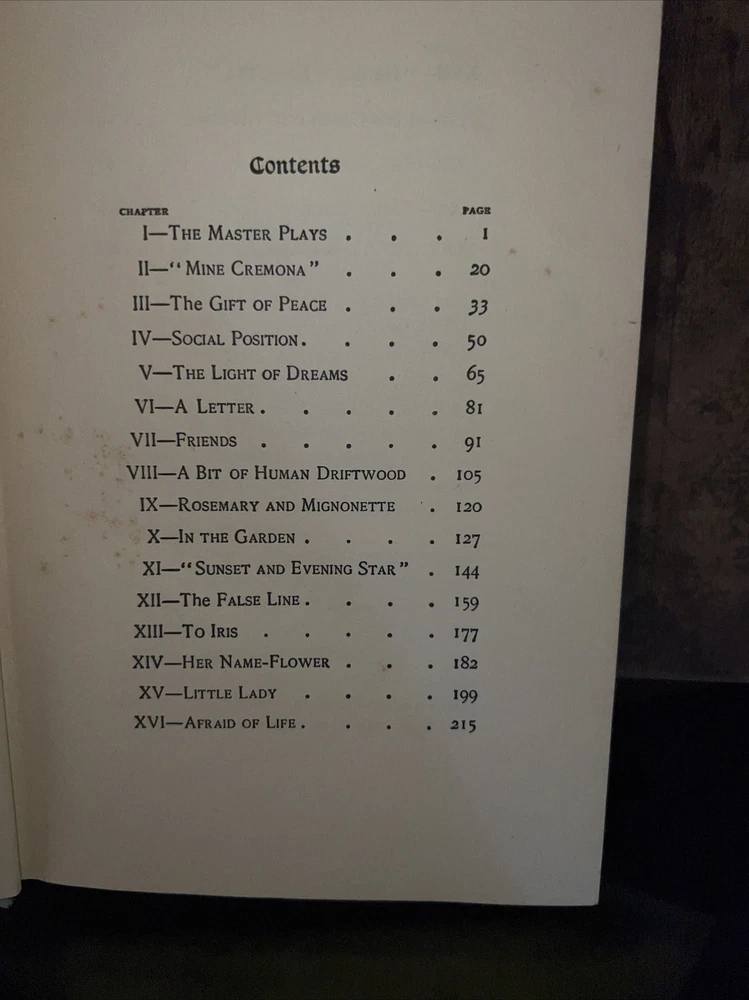 Contents
CHAPTER PAGE
I—THE MASTER PLAYS . . . 1
II—“MINE CREMONA” . . . 20
III—The GIFT OF PEACE . . . 33
IV—SOCIAL POSITION . . . . 50
V—THE LIGHT OF DREAMS . . 65
VI—A LETTER . . . . . 81
VII—FRIENDS . . . . . 91
VIII—A BIT OF HUMAN DRIFTWOOD . 105
IX—ROSEMARY AND MIGNONETTE . 120
X—IN THE GARDEN . . . . 127
XI—“SUNSET AND EVENING STAR” . 144
XII—The FALSE LINE . . . . 159
XIII—TO IRIS . . . . . 177
XIV—HER NAME-FLOWER . . . 182
XV—LITTLE LADY . . . . 199
XVI—AFRAID OF LIFE . . . . 215